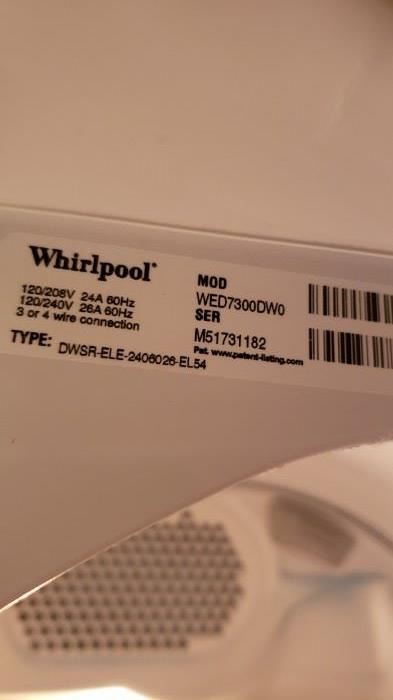 Whirlpool
120/208V 24A 60Hz
120/240V 26A 60Hz
3 or 4 wire connection
TYPE: DWSR-ELE-2406026-EL54
MOD
WED7300DW0
SER
M51731182
Pat. www.patent-listing.com